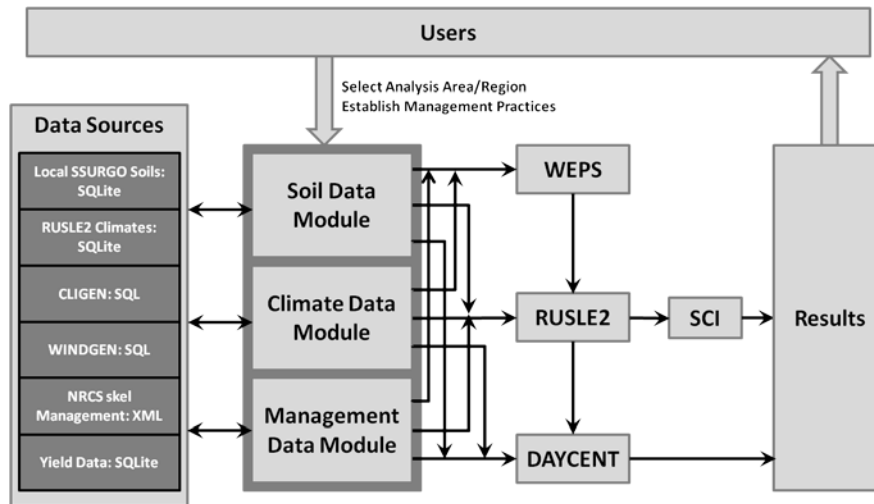 Users
Select Analysis Area/Region
Establish Management Practices
Data Sources
Local SSURGO Soils:
SQLite
RUSLE2 Climates:
SQLite
CLIGEN: SQL
WINDGEN: SQL
NRCS skel
Management: XML
Yield Data: SQLite
Soil Data
Module
Climate Data
Module
Management
Data Module
WEPS
RUSLE2
SCI
DAYCENT
Results